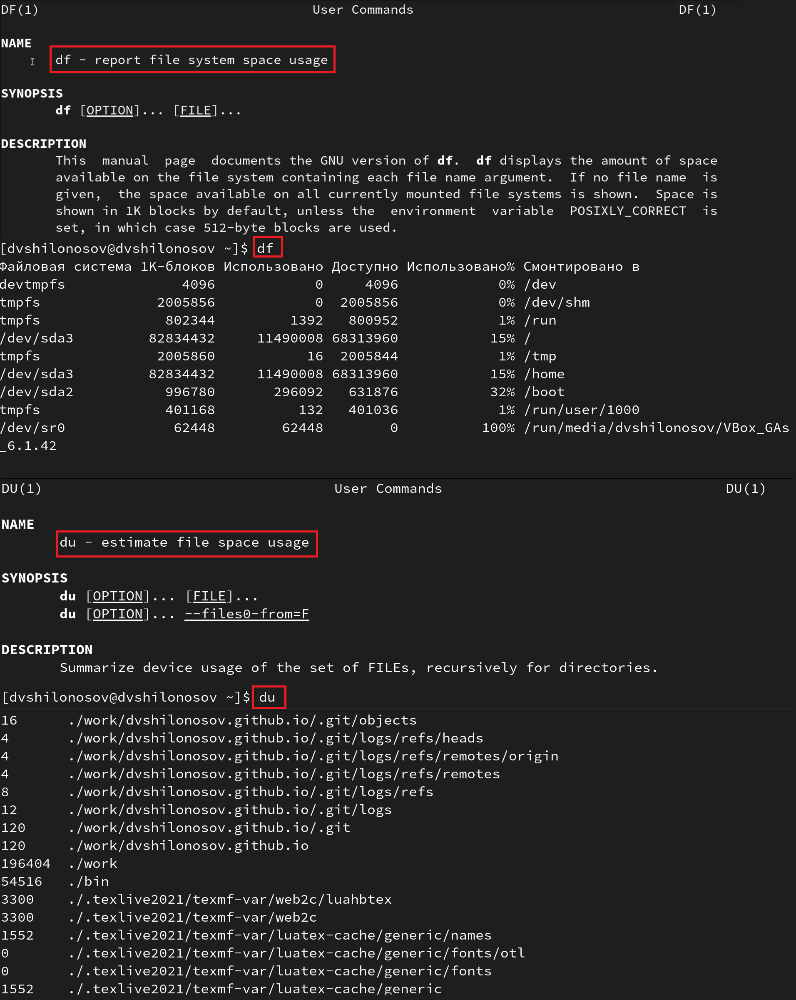 DF(1) User Commands DF(1)
NAME
df - report file system space usage
SYNOPSIS
df [OPTION]... [FILE]...
DESCRIPTION
This manual page documents the GNU version of df. df displays the amount of space
available on the file system containing each file name argument. If no file name is
given, the space available on all currently mounted file systems is shown. Space is
shown in 1K blocks by default, unless the environment variable POSIXLY_CORRECT is
set, in which case 512-byte blocks are used.
[dvshilonosov@dvshilonosov ~]$ df
Файловая система 1K-блоков Использовано Доступно Использовано% Смонтировано в
devtmpfs 4096 0 4096 0% /dev
tmpfs 2005856 0 2005856 0% /dev/shm
tmpfs 802344 1392 800952 1% /run
/dev/sda3 82834432 11490008 68313960 15% /
tmpfs 2005860 16 2005844 1% /tmp
/dev/sda3 82834432 11490008 68313960 15% /home
/dev/sda2 996780 296092 631876 32% /boot
tmpfs 401168 132 401036 1% /run/user/1000
/dev/sr0 62448 62448 0 100% /run/media/dvshilonosov/VBox_GAs
_6.1.42
DU(1) User Commands DU(1)
NAME
du - estimate file space usage
SYNOPSIS
du [OPTION]... [FILE]...
du [OPTION]... --files0-from=F
DESCRIPTION
Summarize device usage of the set of FILEs, recursively for directories.
[dvshilonosov@dvshilonosov ~]$ du
16 ./work/dvshilonosov.github.io/.git/objects
4 ./work/dvshilonosov.github.io/.git/logs/refs/heads
4 ./work/dvshilonosov.github.io/.git/logs/refs/remotes/origin
4 ./work/dvshilonosov.github.io/.git/logs/refs/remotes
8 ./work/dvshilonosov.github.io/.git/logs/refs
12 ./work/dvshilonosov.github.io/.git/logs
120 ./work/dvshilonosov.github.io/.git
120 ./work/dvshilonosov.github.io
196404 ./work
54516 ./bin
3300 ./.texlive2021/texmf-var/web2c/luahbtex
3300 ./.texlive2021/texmf-var/web2c
1552 ./.texlive2021/texmf-var/luatex-cache/generic/names
0 ./.texlive2021/texmf-var/luatex-cache/generic/fonts/otl
0 ./.texlive2021/texmf-var/luatex-cache/generic/fonts
1552 ./.texlive2021/texmf-var/luatex-cache/generic